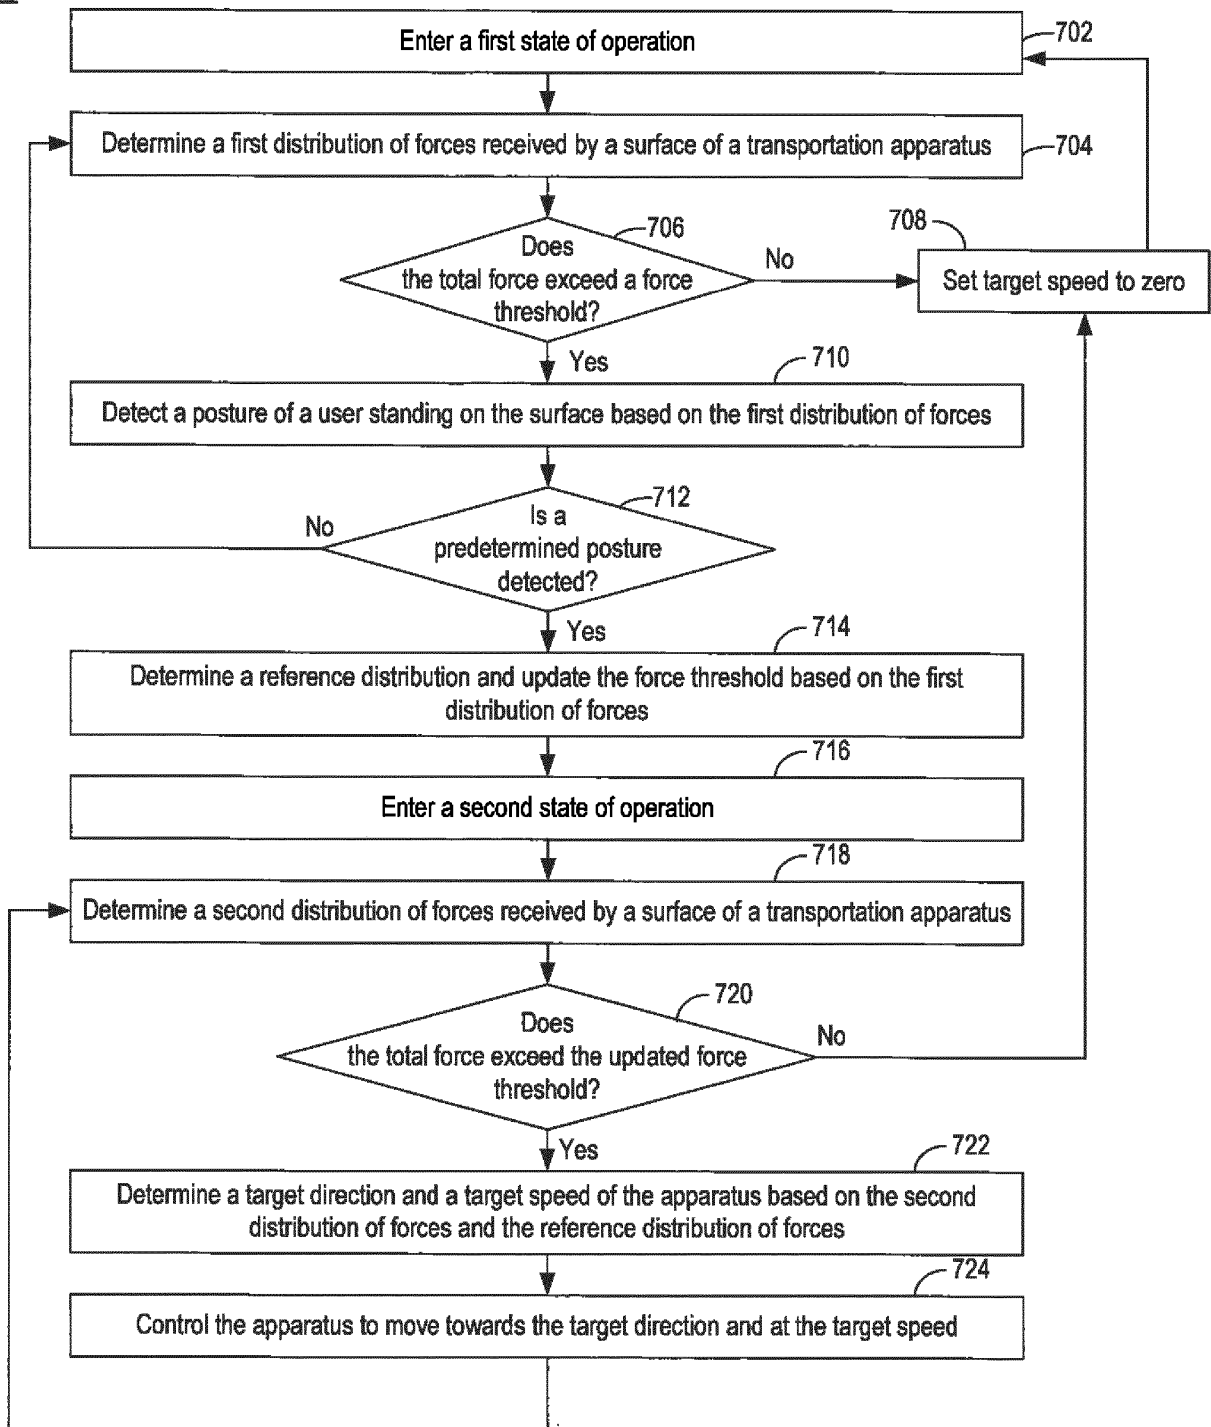 Enter a first state of operation
702
Determine a first distribution of forces received by a surface of a transportation apparatus
704
706
Does
the total force exceed a force
threshold?
No
708
Set target speed to zero
Yes
710
Detect a posture of a user standing on the surface based on the first distribution of forces
712
Is a
predetermined posture
detected?
No
Yes
714
Determine a reference distribution and update the force threshold based on the first
distribution of forces
716
Enter a second state of operation
718
Determine a second distribution of forces received by a surface of a transportation apparatus
720
Does
the total force exceed the updated force
threshold?
No
Yes
722
Determine a target direction and a target speed of the apparatus based on the second
distribution of forces and the reference distribution of forces
724
Control the apparatus to move towards the target direction and at the target speed